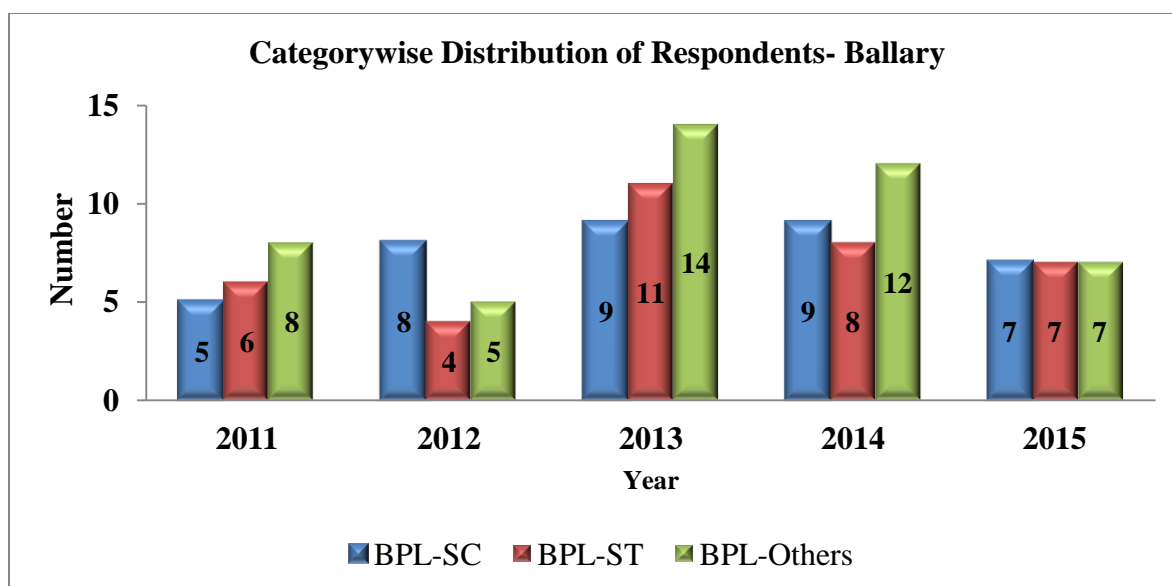 Categorywise Distribution of Respondents- Ballary
Number
15
10
5
0
5 6 8
8 4 5
9 11 14
9 8 12
7 7 7
2011 2012 2013 2014 2015
Year
BPL-SC BPL-ST BPL-Others